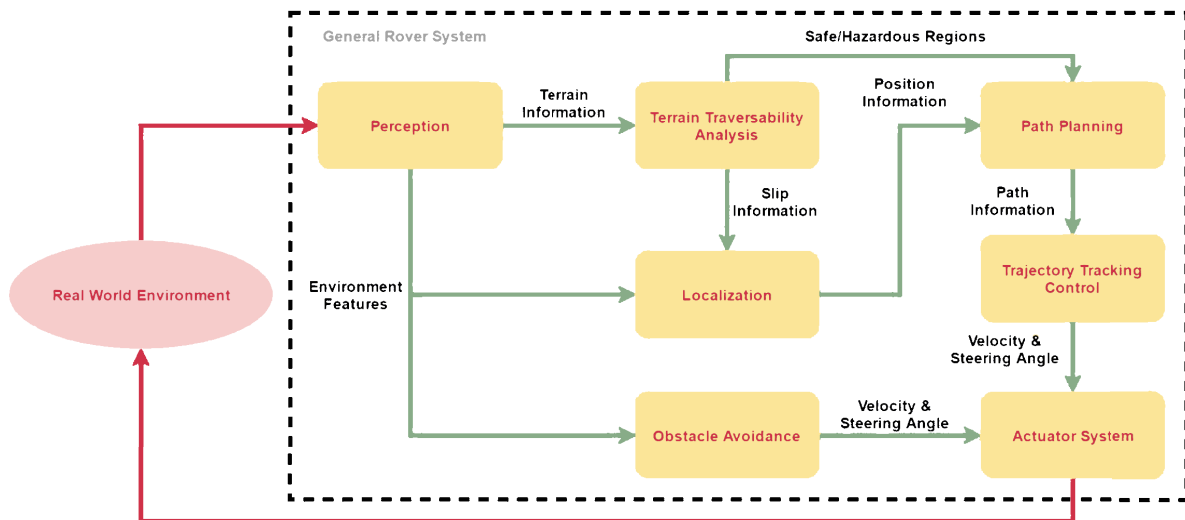 General Rover System
Safe/Hazardous Regions
Perception
Terrain
Information
Terrain Traversability
Analysis
Position
Information
Path Planning
Slip
Information
Path
Information
Real World Environment
Environment
Features
Localization
Trajectory Tracking
Control
Velocity &
Steering Angle
Obstacle Avoidance
Velocity &
Steering Angle
Actuator System